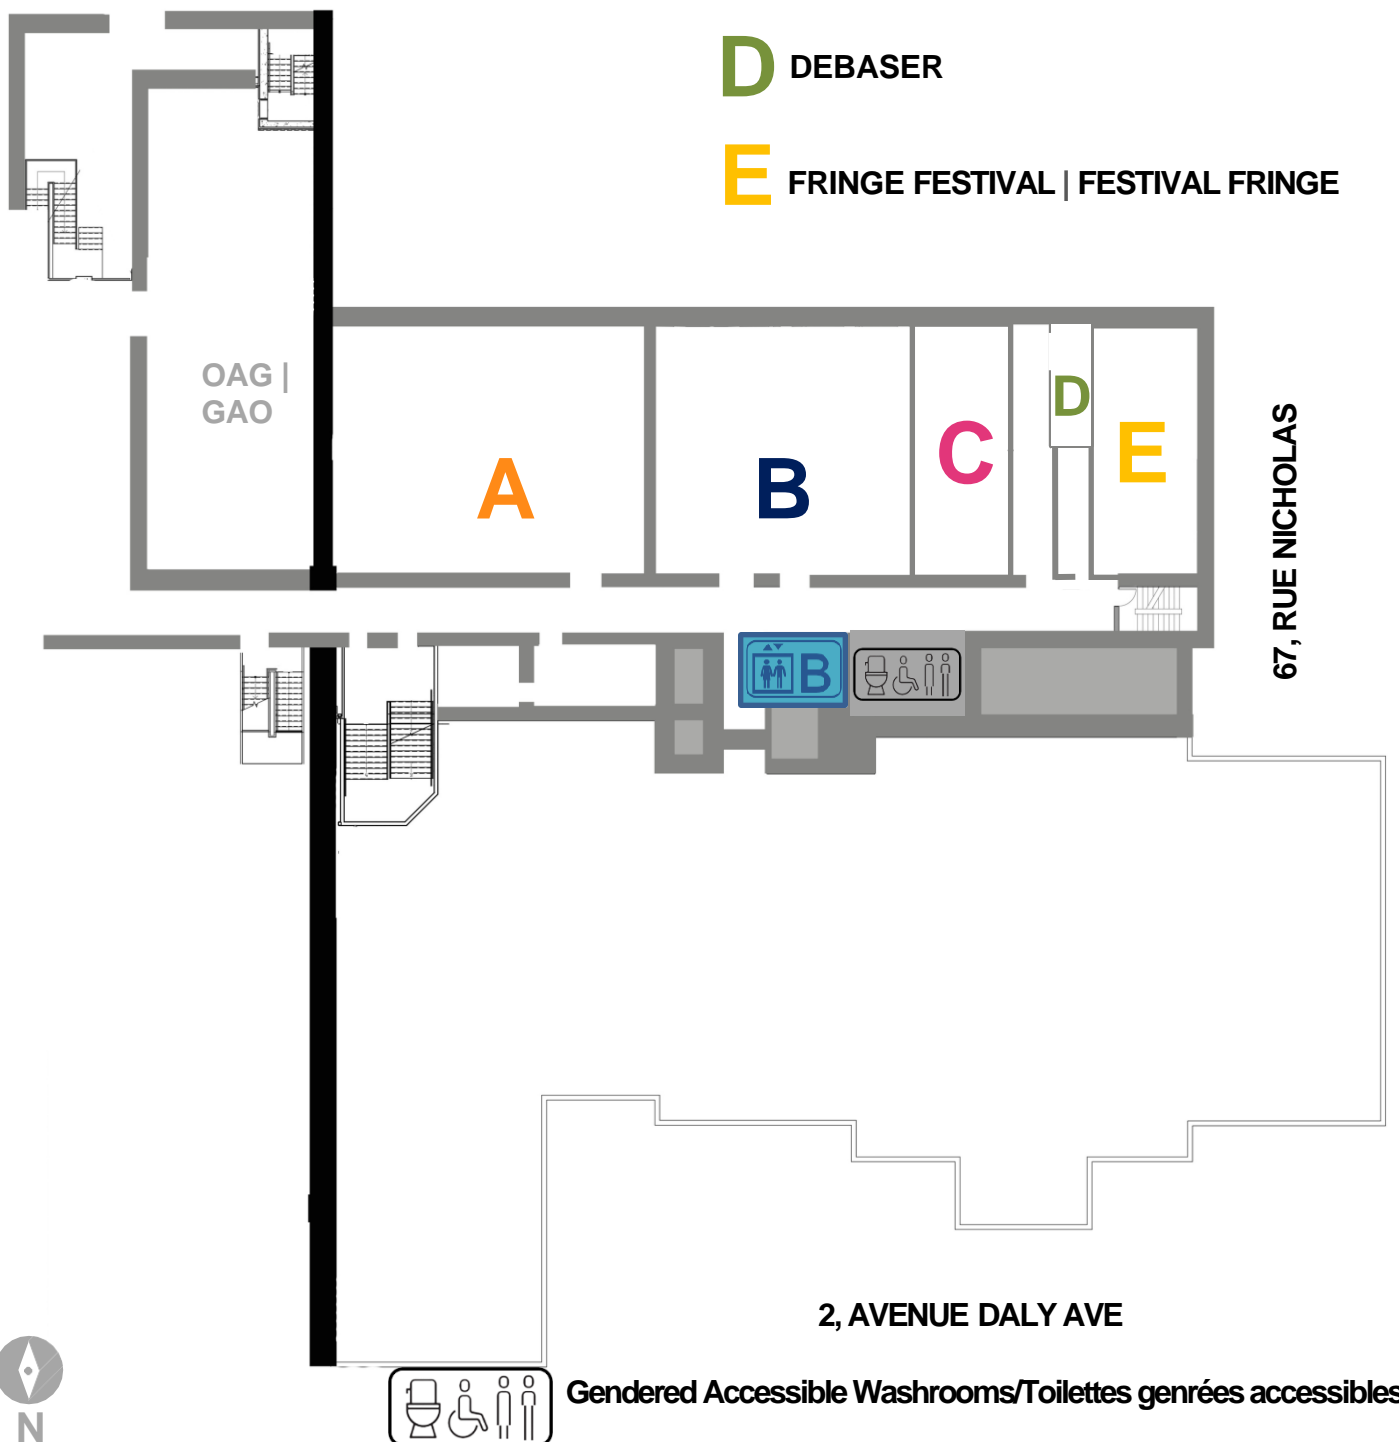 D DEBASER
E FRINGE FESTIVAL | FESTIVAL FRINGE
OAG |
GAO
A
B
C
D
E
67, RUE NICHOLAS
B
2, AVENUE DALY AVE
Gendered Accessible Washrooms/Toilettes genrées accessibles
N